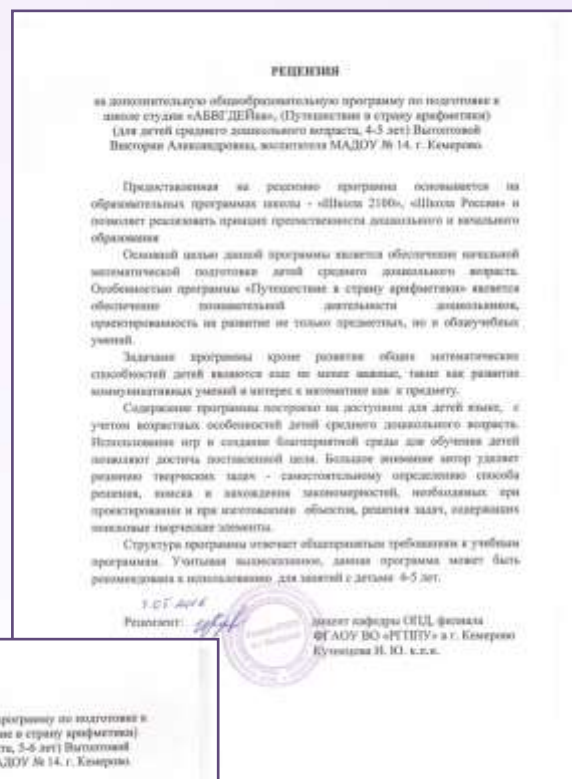 РЕЦЕНЗИЯ
на дополнительную общеобразовательную программу по подготовке к
школе студии «АБВГДЕЙка», (Путешествие в страну арифметики)
(для детей среднего дошкольного возраста, 4-5 лет) Вытоптовой
Виктории Александровны, воспитателя МАДОУ № 14. г. Кемерово.
Предоставленная на рецензию программа основывается на
образовательных программах школы - «Школа 2100», «Школа России» и
позволяет реализовать принцип преемственности дошкольного и начального
образования
Основной целью данной программы является обеспечение начальной
математической подготовки детей среднего дошкольного возраста.
Особенностью программы «Путешествие в страну арифметики» является
обеспечение познавательной деятельности дошкольников,
ориентированность на развитие не только предметных, но и общеучебных
умений.
Задачами программы кроме развития общих математических
способностей детей являются еще не менее важные, такие как развитие
коммуникативных умений и интерес к математике как к предмету.
Содержание программы построено на доступном для детей языке, с
учетом возрастных особенностей детей среднего дошкольного возраста.
Использование игр и создание благоприятной среды для обучения детей
позволяют достичь поставленной цели. Большое внимание автор уделяет
решению творческих задач - самостоятельному определению способа
решения, поиска и нахождения закономерностей, необходимых при
проектировании и при изготовлении объектов, решения задач, содержащих
поисковые творческие элементы.
Структура программы отвечает общепринятым требованиям к учебным
программам. Учитывая вышесказанное, данная программа может быть
рекомендована к использованию для занятий с детьми 4-5 лет.
Рецензент:
доцент кафедры ОПД, филиала
ФГАОУ ВО «РГППУ» в г. Кемерово
И. Ю. к.п.н.
программу по подготовке к
ие в страну арифметики)
та, 5-6 лет) Вытоптовой
АДОУ № 14. г. Кемерово.